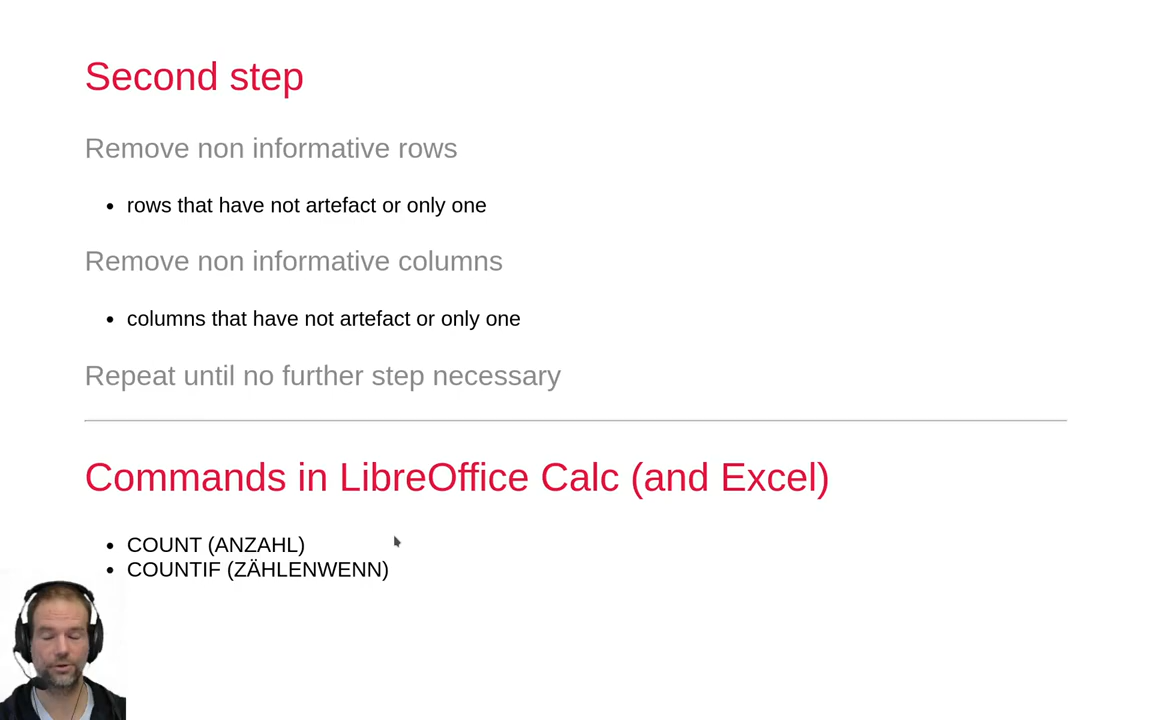 Second step
Remove non informative rows
• rows that have not artefact or only one
Remove non informative columns
• columns that have not artefact or only one
Repeat until no further step necessary
Commands in LibreOffice Calc (and Excel)
• COUNT (ANZAHL)
• COUNTIF (ZÄHLENWENN)